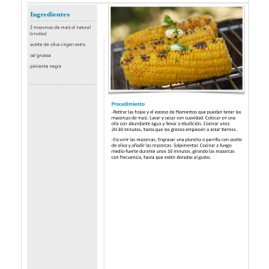 Ingredientes
2 mazorcas de maíz al natural
(crudas)
aceite de oliva virgen extra
sal gruesa
pimienta negra
Procedimiento
-Retirar las hojas y el exceso de filamentos que puedan tener las
mazorcas de maíz. Lavar y secar con suavidad. Colocar en una
olla con abundante agua y llevar a ebullición. Cocinar unos
20-30 minutos, hasta que los granos empiecen a estar tiernos.
-Escurrir las mazorcas. Engrasar una plancha o parrilla con aceite
de oliva y añadir las mazorcas. Salpimentar. Cocinar a fuego
medio-fuerte durante unos 10 minutos, girando las mazorcas
con frecuencia, hasta que estén doradas al gusto.